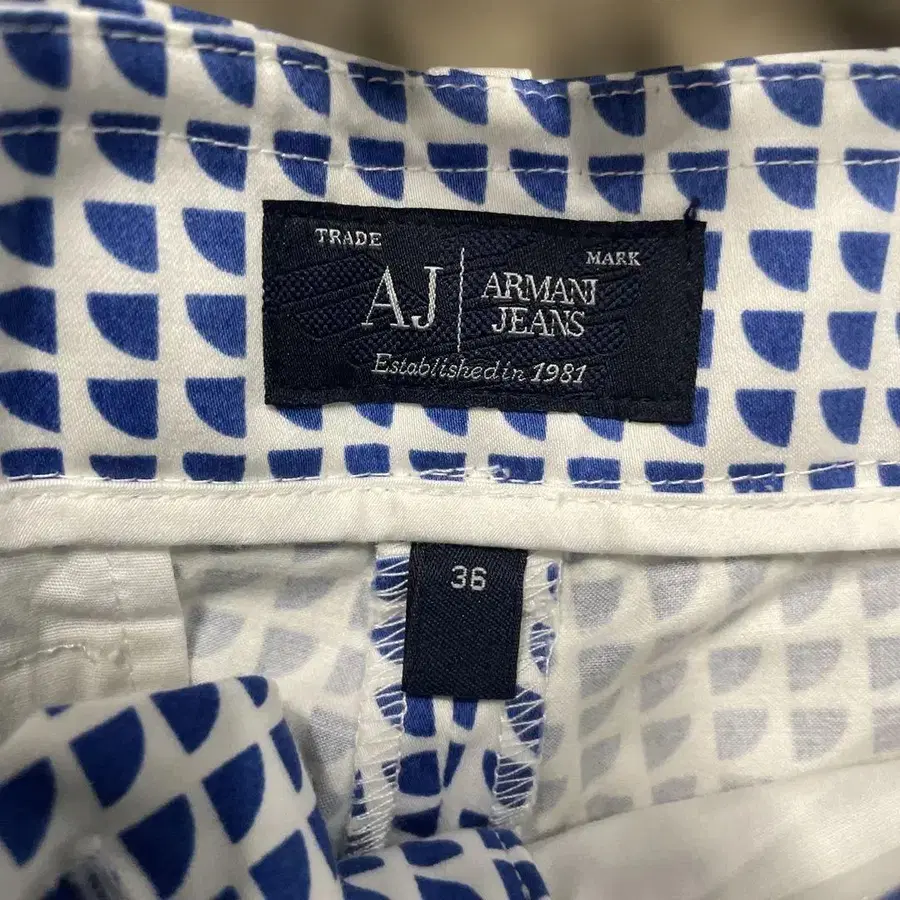 TRADE MARK
AJ ARMANI
JEANS
Established in 1981
36